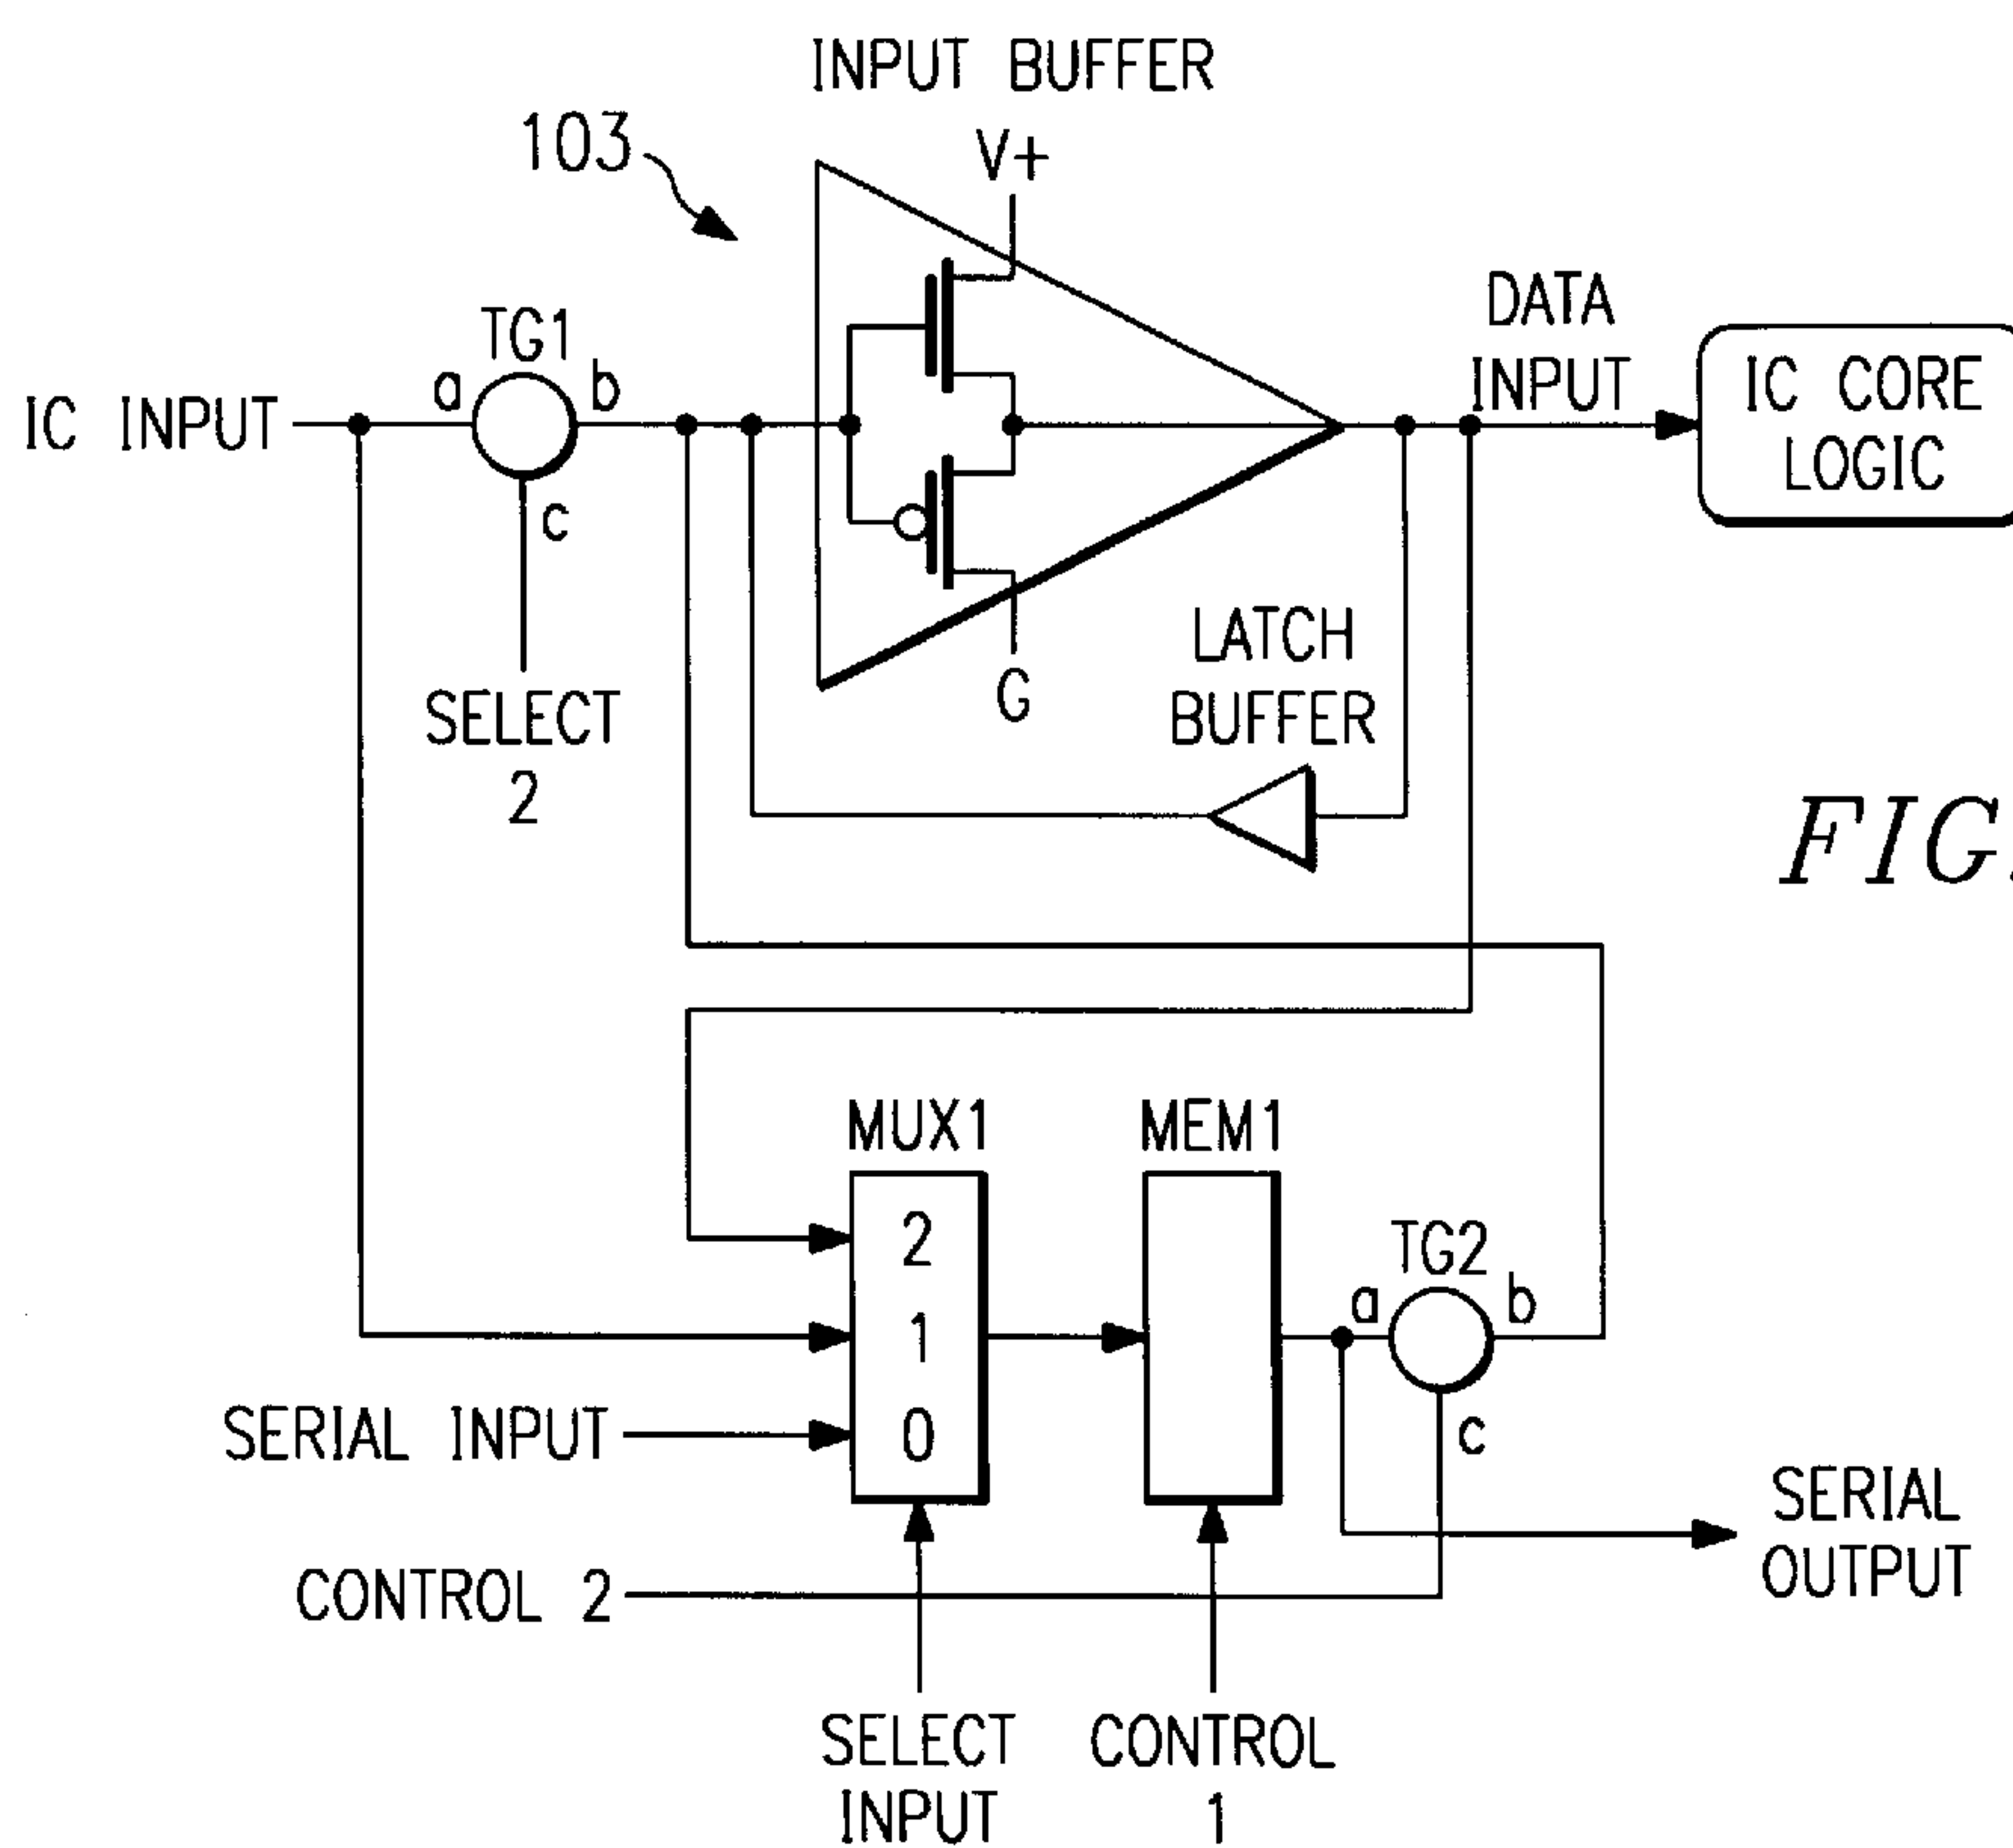 INPUT BUFFER
103
V+
TG1
a
b
c
IC INPUT
SELECT
2
DATA
INPUT
IC CORE
LOGIC
G
LATCH
BUFFER
FIG.
MUX1
MEM1
2
1
0
TG2
a
b
c
SERIAL INPUT
SERIAL
OUTPUT
CONTROL 2
SELECT
INPUT
CONTROL
1